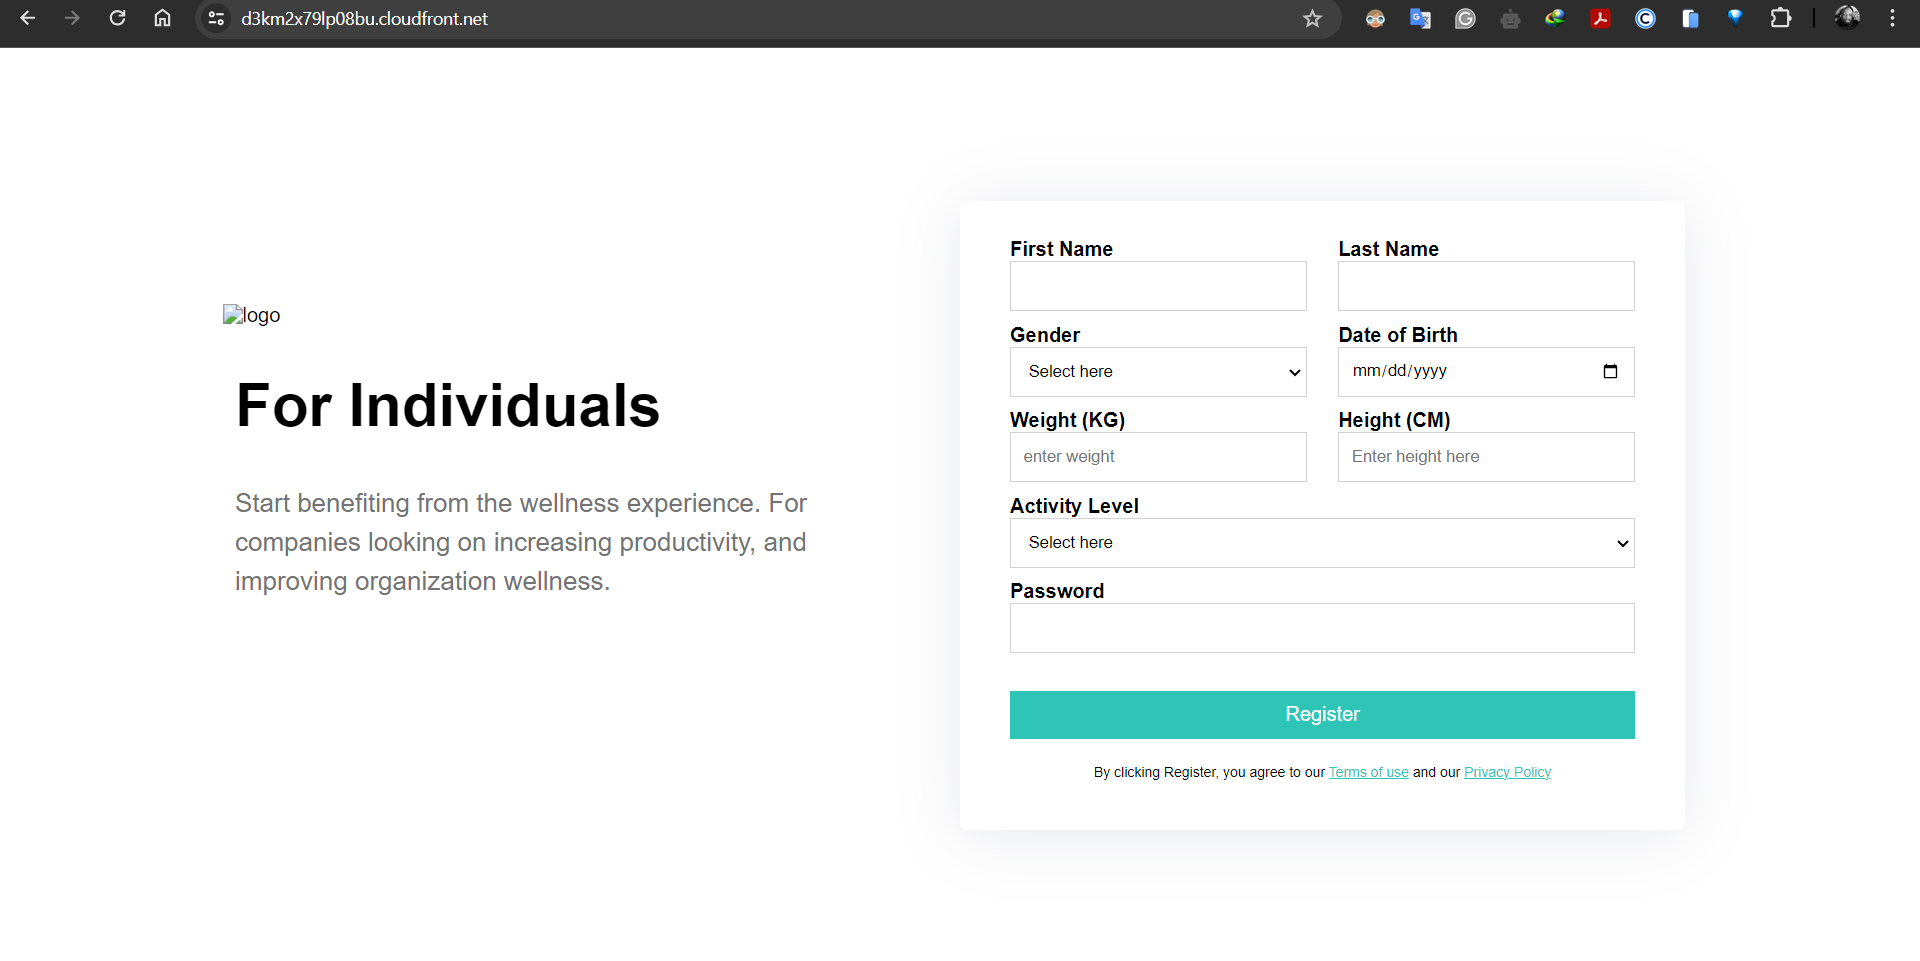 d3km2x79lp08bu.cloudfront.net
logo
For Individuals
Start benefiting from the wellness experience. For
companies looking on increasing productivity, and
improving organization wellness.
First Name
Last Name
Gender
Date of Birth
Select here
mm/dd/yyyy
Weight (KG)
Height (CM)
enter weight
Enter height here
Activity Level
Select here
Password
Register
By clicking Register, you agree to our Terms of use and our Privacy Policy